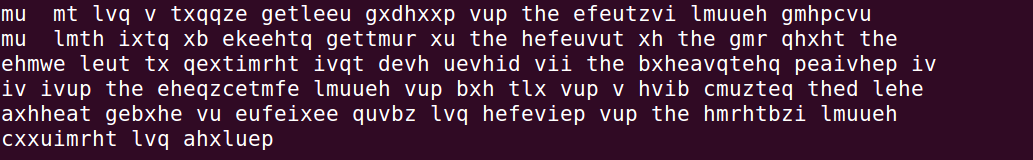 mu  mt lvq v txqqze getleeu gxdhxxp vup the efeutzvi lmuueh gmhpcvu
mu  lmth ixtq xb ekeehtq gettmur xu the hefeuvut xh the gmr qhxht the
ehmwe leut tx qextimrht ivqt devh uevhid vii the bxheavqtehq peaivhep iv
iv ivup the eheqzcetmfe lmuueh vup bxh tlx vup v hvib cmuzteq thed lehe
axhheat gebxhe vu eufeixee quvbz lvq hefeviep vup the hmrhtbzi lmuueh
cxxuimrht lvq ahxluep